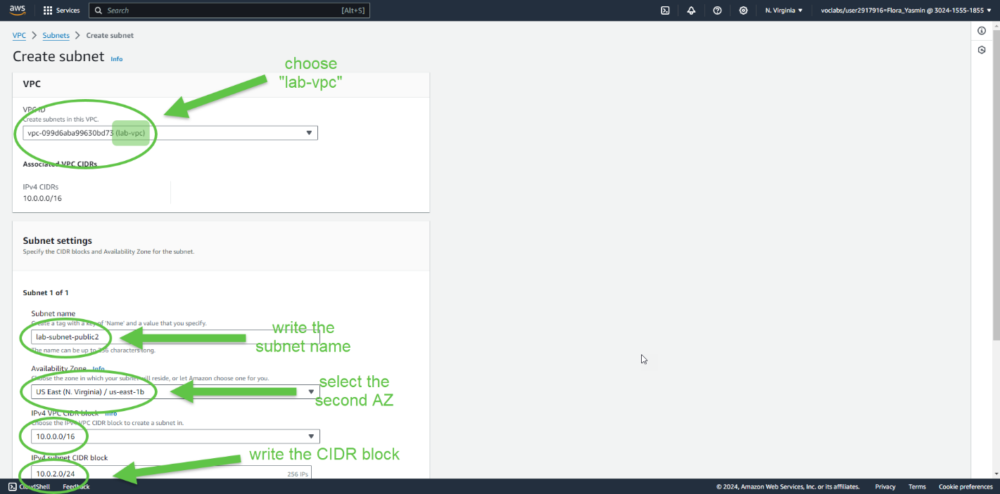 aws
Services
Search
[Alt+S]
N. Virginia
voclabs/user2917916=Flora_Yasmin @ 3024-1555-1855
VPC
Subnets
Create subnet
Create subnet
Info
choose
"lab-vpc"
VPC
VPC ID
Create subnets in this VPC.
vpc-099d6aba99630bd73 (lab-vpc)
Associated VPC CIDRs
IPv4 CIDRs
10.0.0.0/16
Subnet settings
Specify the CIDR blocks and Availability Zone for the subnet.
Subnet 1 of 1
Subnet name
Create a tag with a key of 'Name' and a value that you specify.
lab-subnet-public2
write the
subnet name
The name can be up to 256 characters long.
Availability Zone Info
Choose the zone in which your subnet will reside, or let Amazon choose one for you.
US East (N. Virginia) / us-east-1b
select the
second AZ
IPv4 VPC CIDR block Info
Choose the IPv4 VPC CIDR block to create a subnet in.
10.0.0.0/16
IPv4 subnet CIDR block
write the CIDR block
10.0.2.0/24
256 IPs
CloudShell
Feedback
© 2024, Amazon Web Services, Inc. or its affiliates.
Privacy
Terms
Cookie preferences